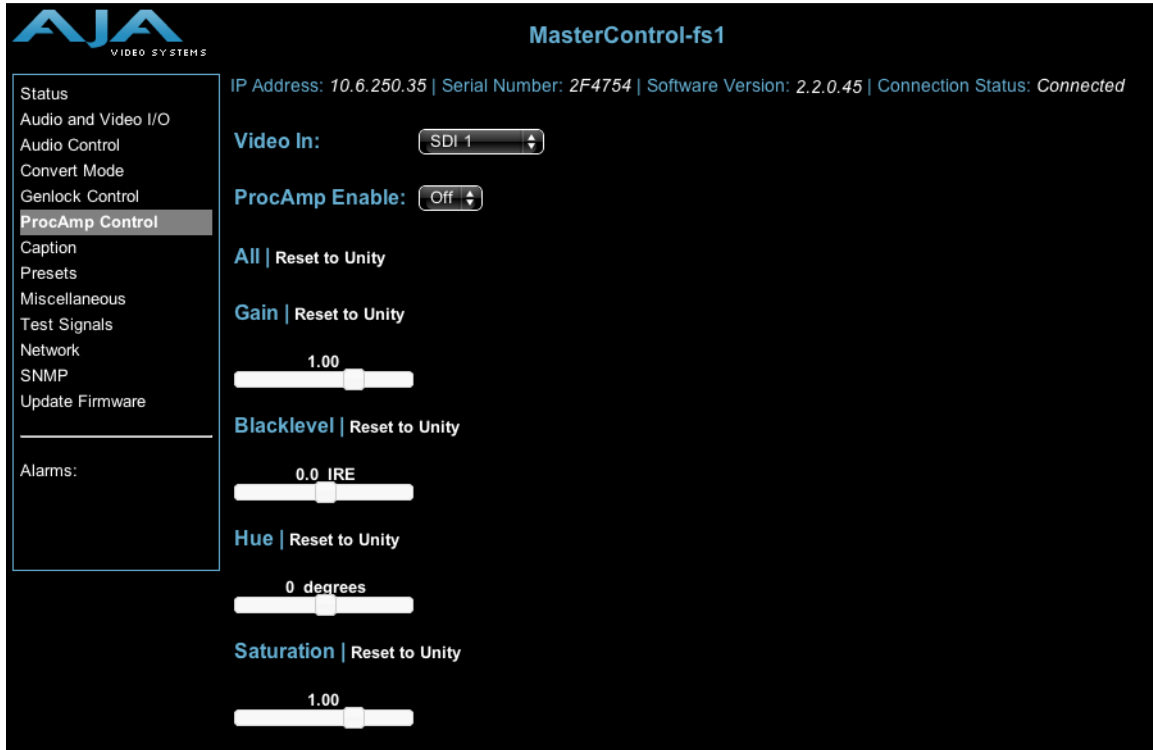 AJA
VIDEO SYSTEMS
MasterControl-fs1
IP Address: 10.6.250.35 | Serial Number: 2F4754 | Software Version: 2.2.0.45 | Connection Status: Connected
Status
Audio and Video I/O
Audio Control
Convert Mode
Genlock Control
ProcAmp Control
Caption
Presets
Miscellaneous
Test Signals
Network
SNMP
Update Firmware
Alarms:
Video In: SDI 1
ProcAmp Enable: Off
All | Reset to Unity
Gain | Reset to Unity
1.00
Blacklevel | Reset to Unity
0.0 IRE
Hue | Reset to Unity
0 degrees
Saturation | Reset to Unity
1.00